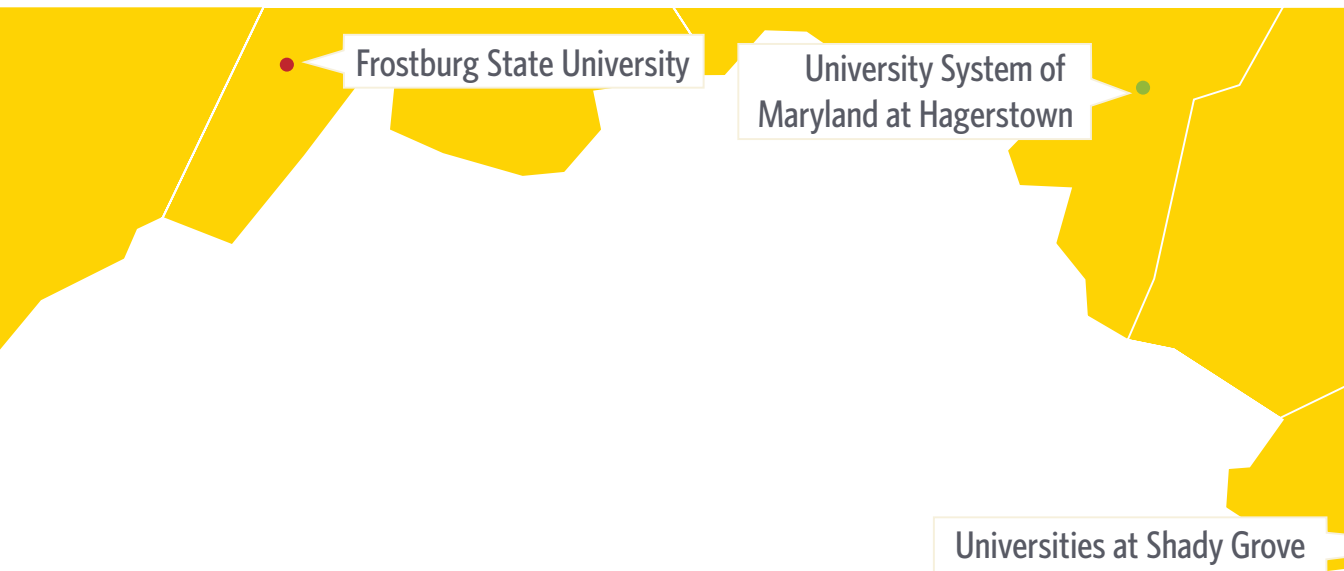 Frostburg State University
University System of
Maryland at Hagerstown
Universities at Shady Grove